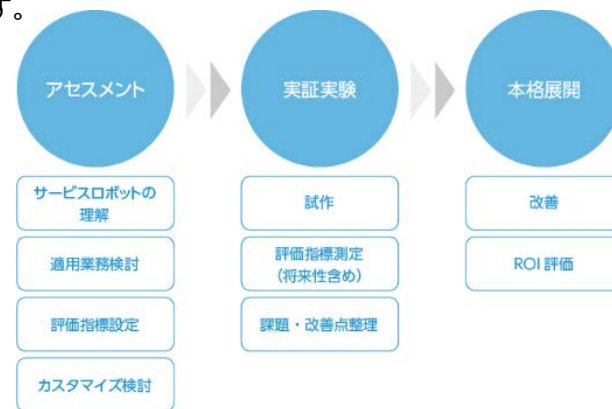 す。
アセスメント
実証実験
本格展開
サービスロボットの
理解
適用業務検討
評価指標設定
カスタマイズ検討
試作
評価指標測定
（将来性含め）
課題・改善点整理
改善
ROI 評価